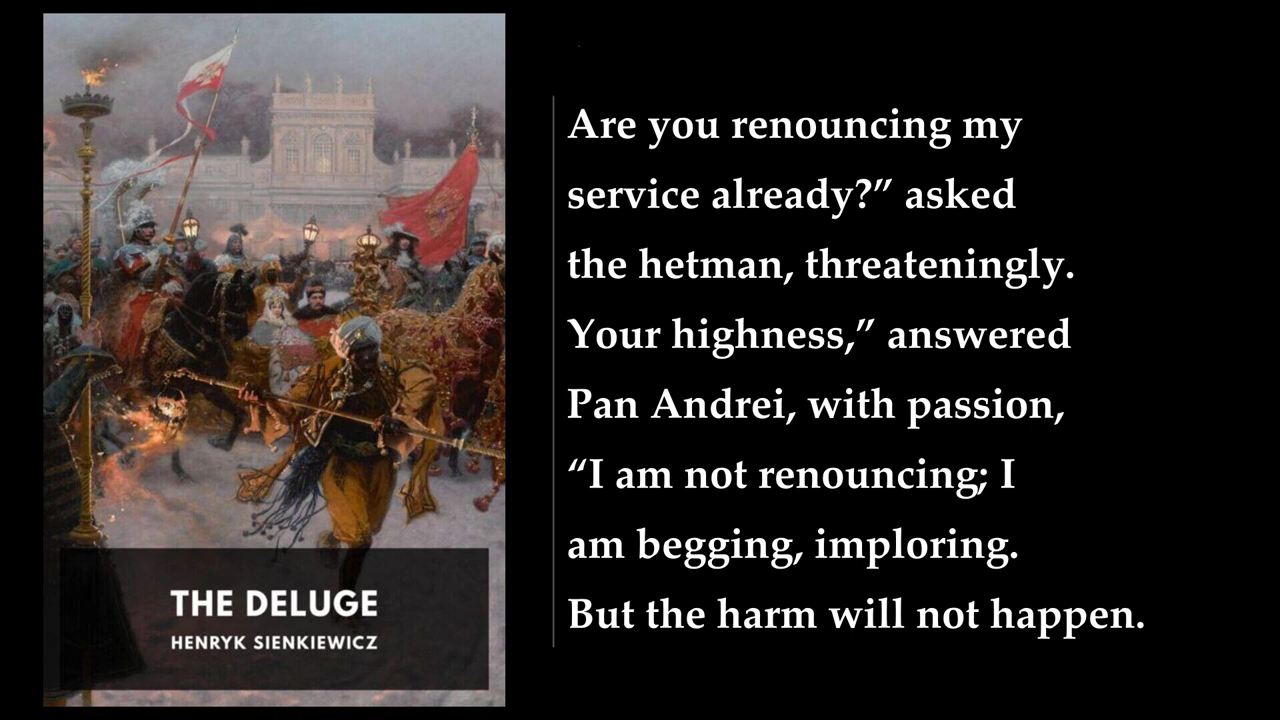 THE DELUGE
HENRYK SIENKIEWICZ
Are you renouncing my
service already?” asked
the hetman, threateningly.
Your highness,” answered
Pan Andrei, with passion,
“I am not renouncing; I
am begging, imploring.
But the harm will not happen.